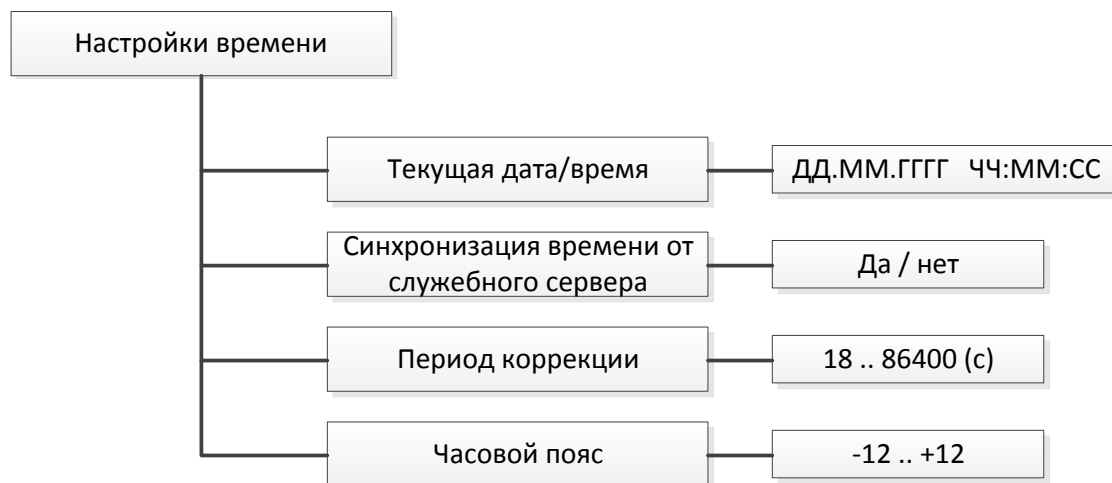 Настройки времени
Текущая дата/время
ДД.ММ.ГГГГ ЧЧ:ММ:СС
Синхронизация времени от
служебного сервера
Да / нет
Период коррекции
18 .. 86400 (с)
Часовой пояс
-12 .. +12